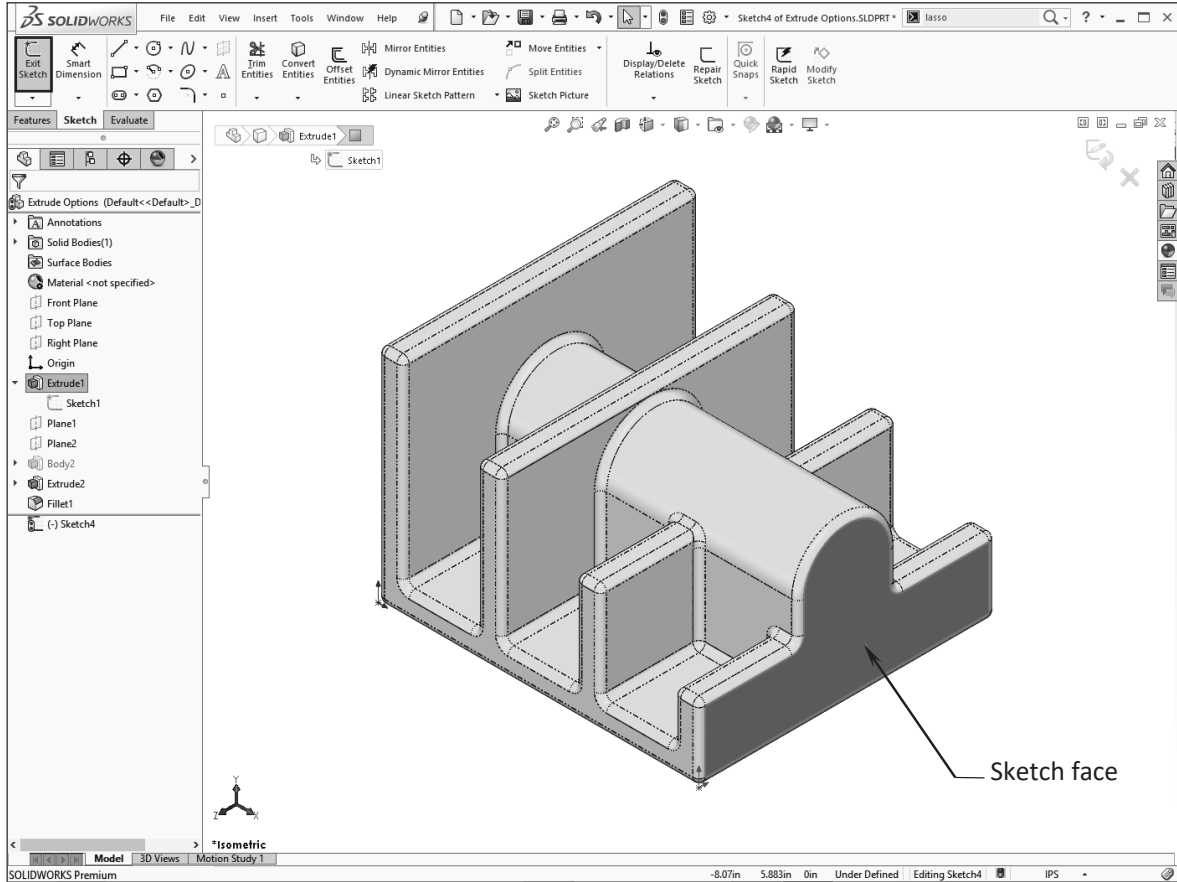 SOLIDWORKS File Edit View Insert Tools Window Help Sketch4 of Extrude Options.SLDPRT * lasso ?
Exit Sketch
Smart Dimension
Trim Entities
Convert Entities
Offset Entities
Mirror Entities
Dynamic Mirror Entities
Linear Sketch Pattern
Move Entities
Split Entities
Sketch Picture
Display/Delete Relations
Repair Sketch
Quick Snaps
Rapid Sketch
Modify Sketch
Features Sketch Evaluate
Extrude1
Sketch1
Extrude Options (Default<<Default>_D
Annotations
Solid Bodies(1)
Surface Bodies
Material <not specified>
Front Plane
Top Plane
Right Plane
Origin
Extrude1
Sketch1
Plane1
Plane2
Body2
Extrude2
Fillet1
(-) Sketch4
Sketch face
Y
Z X
*Isometric
Model 3D Views Motion Study 1
SOLIDWORKS Premium -8.07in 5.883in 0in Under Defined Editing Sketch4 IPS